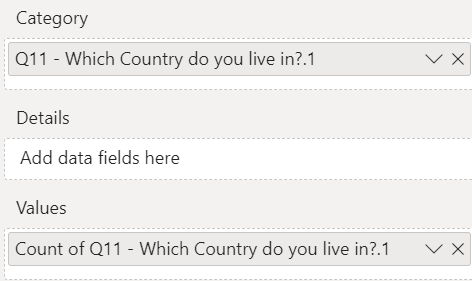 Category
Q11 - Which Country do you live in?.1
Details
Add data fields here
Values
Count of Q11 - Which Country do you live in?.1